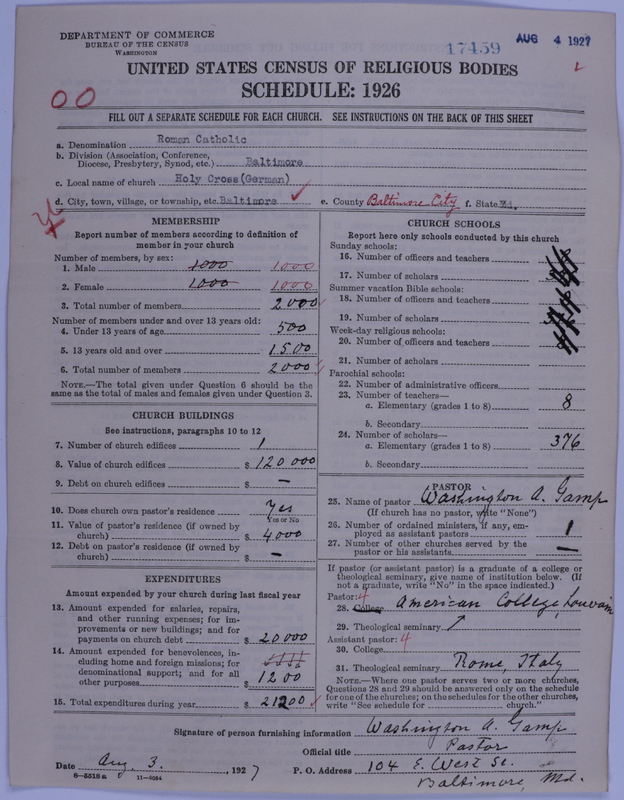 DEPARTMENT OF COMMERCE
BUREAU OF THE CENSUS
WASHINGTON
17459
AUG 4 1927
UNITED STATES CENSUS OF RELIGIOUS BODIES
SCHEDULE: 1926
00
FILL OUT A SEPARATE SCHEDULE FOR EACH CHURCH. SEE INSTRUCTIONS ON THE BACK OF THIS SHEET
a. Denomination Roman Catholic
b. Division (Association, Conference,
Diocese, Presbytery, Synod, etc.) Baltimore
c. Local name of church Holy Cross(German)
d. City, town, village, or township, etc. Baltimore e. County Baltimore City f. State Md.
MEMBERSHIP
Report number of members according to definition of
member in your church
Number of members, by sex:
1. Male 1000 1000
2. Female 1000 1000
3. Total number of members 2000
Number of members under and over 13 years old:
4. Under 13 years of age 500
5. 13 years old and over 1500
6. Total number of members 2000
NOTE.—The total given under Question 6 should be the
same as the total of males and females given under Question 3.
CHURCH BUILDINGS
See instructions, paragraphs 10 to 12
7. Number of church edifices 1
8. Value of church edifices $ 120 000
9. Debt on church edifices $ —
10. Does church own pastor's residence? Yes
Yes or No
11. Value of pastor's residence (if owned by
church) $ 4000
12. Debt on pastor's residence (if owned by
church) $ —
EXPENDITURES
Amount expended by your church during last fiscal year
13. Amount expended for salaries, repairs,
and other running expenses; for im-
provements or new buildings; and for
payments on church debt $ 20 000
14. Amount expended for benevolences, in-
cluding home and foreign missions; for
denominational support; and for all
other purposes $ 1200
15. Total expenditures during year $ 21200
CHURCH SCHOOLS
Report here only schools conducted by this church
Sunday schools:
16. Number of officers and teachers
17. Number of scholars
Summer vacation Bible schools:
18. Number of officers and teachers
19. Number of scholars
Week-day religious schools:
20. Number of officers and teachers
21. Number of scholars
Parochial schools:
22. Number of administrative officers
23. Number of teachers—
a. Elementary (grades 1 to 8) 8
b. Secondary
24. Number of scholars—
a. Elementary (grades 1 to 8) 376
b. Secondary
PASTOR
25. Name of pastor Washington A. Gamp
(If church has no pastor, write "None")
26. Number of ordained ministers, if any, em-
ployed as assistant pastors 1
27. Number of other churches served by the
pastor or his assistants —
If pastor (or assistant pastor) is a graduate of a college or
theological seminary, give name of institution below. (If
not a graduate, write "No" in the space indicated.)
Pastor: 4
28. College American College, Louvain
29. Theological seminary
Assistant pastor: 4
30. College
31. Theological seminary Rome, Italy
NOTE.—Where one pastor serves two or more churches,
Questions 28 and 29 should be answered only on the schedule
for one of the churches; on the schedules for the other churches,
write "See schedule for church."
Signature of person furnishing information Washington A. Gamp
Official title Pastor
Date Aug. 3, 1927 P. O. Address 104 E. West St.
8—5518a 11—9084 Baltimore, Md.